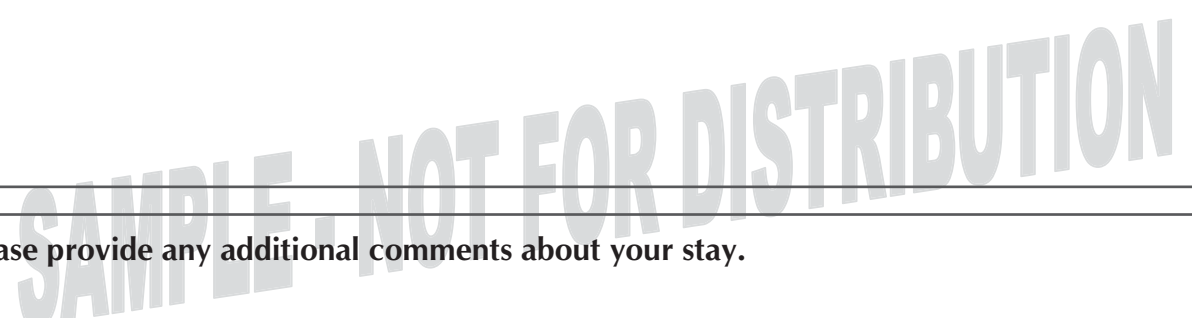 SAMPLE - NOT FOR DISTRIBUTION
ase provide any additional comments about your stay.